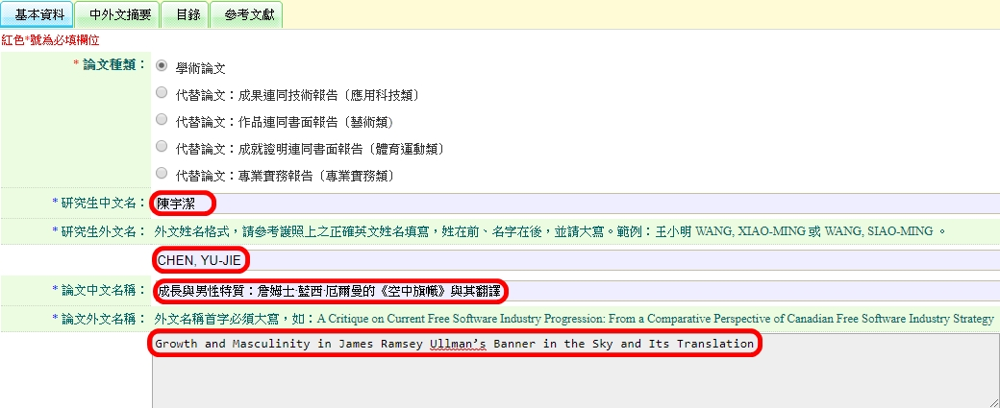 基本資料 中外文摘要 目錄 參考文獻
紅色*號為必填欄位
* 論文種類： 學術論文
代替論文：成果連同技術報告〔應用科技類〕
代替論文：作品連同書面報告〔藝術類〕
代替論文：成就證明連同書面報告〔體育運動類〕
代替論文：專業實務報告〔專業實務類〕
* 研究生中文名： 陳宇潔
* 研究生外文名： 外文姓名格式，請參考護照上之正確英文姓名填寫，姓在前、名字在後，並請大寫。範例：王小明 WANG, XIAO-MING 或 WANG, SIAO-MING 。
CHEN, YU-JIE
* 論文中文名稱： 成長與男性特質：詹姆士‧藍西‧厄爾曼的《空中旗幟》與其翻譯
* 論文外文名稱： 外文名稱首字必須大寫，如：A Critique on Current Free Software Industry Progression: From a Comparative Perspective of Canadian Free Software Industry Strategy
Growth and Masculinity in James Ramsey Ullman’s Banner in the Sky and Its Translation